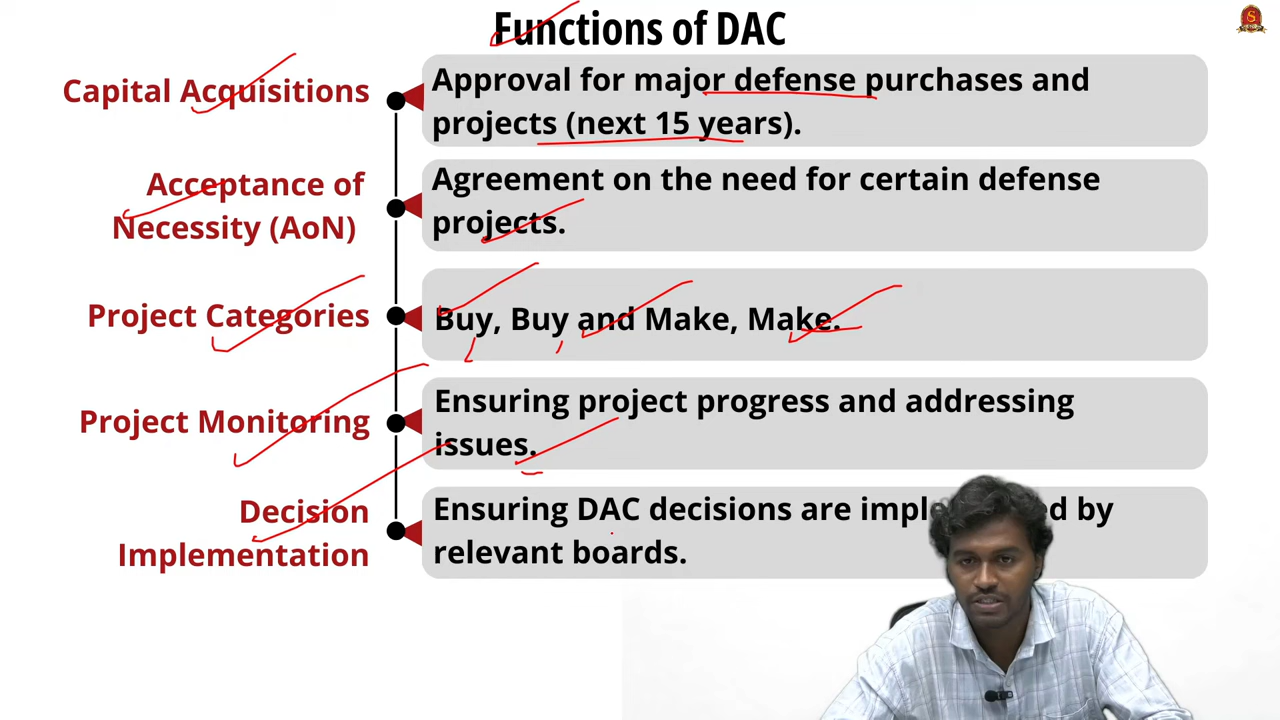 Functions of DAC
Capital Acquisitions
Approval for major defense purchases and
projects (next 15 years).
Acceptance of
Necessity (AoN)
Agreement on the need for certain defense
projects.
Project Categories
Buy, Buy and Make, Make.
Project Monitoring
Ensuring project progress and addressing
issues.
Decision
Implementation
Ensuring DAC decisions are by
relevant boards.